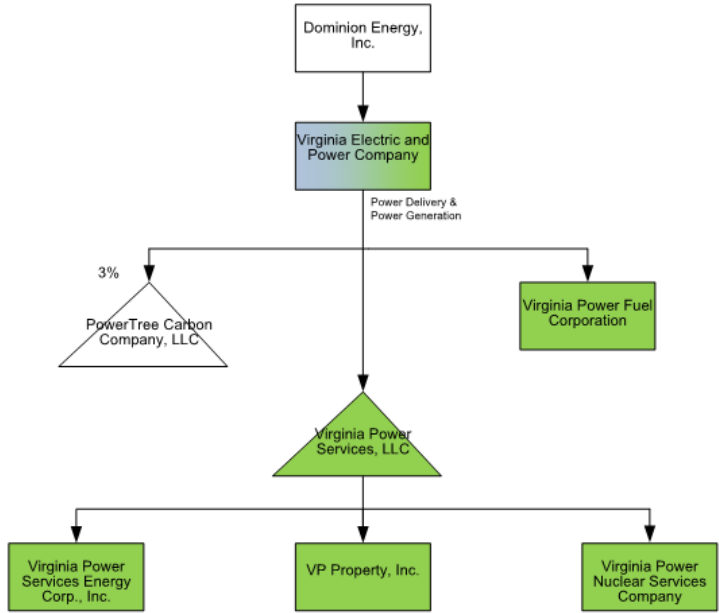 Dominion Energy,
Inc.
Virginia Electric and
Power Company
Power Delivery &
Power Generation
3%
PowerTree Carbon
Company, LLC
Virginia Power Fuel
Corporation
Virginia Power
Services, LLC
Virginia Power
Services Energy
Corp., Inc.
VP Property, Inc.
Virginia Power
Nuclear Services
Company